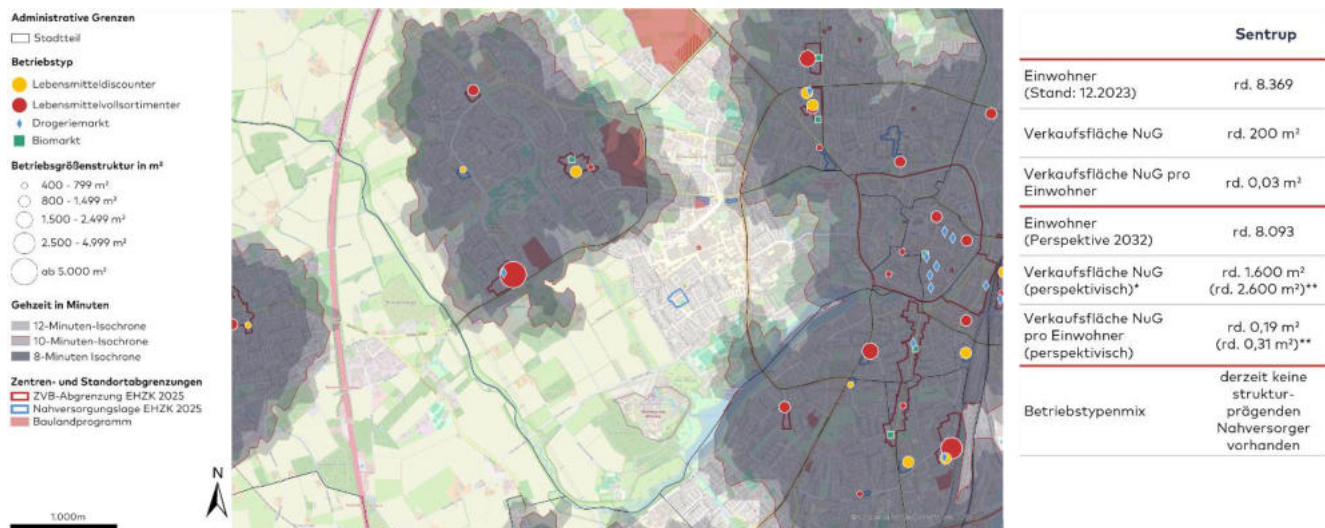 Administrative Grenzen
Stadtteil
Betriebstyp
Lebensmitteldiscounter
Lebensmittelvollsortimenter
Drogeriemarkt
Biomarkt
Betriebsgrößenstruktur in m²
400 - 799 m²
800 - 1.499 m²
1.500 - 2.499 m²
2.500 - 4.999 m²
ab 5.000 m²
Gehzeit in Minuten
12-Minuten-Isochrone
10-Minuten-Isochrone
8-Minuten Isochrone
Zentren- und Standortabgrenzungen
ZVB-Abgrenzung EHZK 2025
Nahversorgungslage EHZK 2025
Baulandprogramm
N
1.000m
Sentrup
Einwohner
(Stand: 12.2023)
rd. 8.369
Verkaufsfläche NuG
rd. 200 m²
Verkaufsfläche NuG pro
Einwohner
rd. 0,03 m²
Einwohner
(Perspektive 2032)
rd. 8.093
Verkaufsfläche NuG
(perspektivisch)*
rd. 1.600 m²
(rd. 2.600 m²)**
Verkaufsfläche NuG
pro Einwohner
(perspektivisch)
rd. 0,19 m²
(rd. 0,31 m²)**
Betriebstypenmix
derzeit keine
struktur-
prägenden
Nahversorger
vorhanden